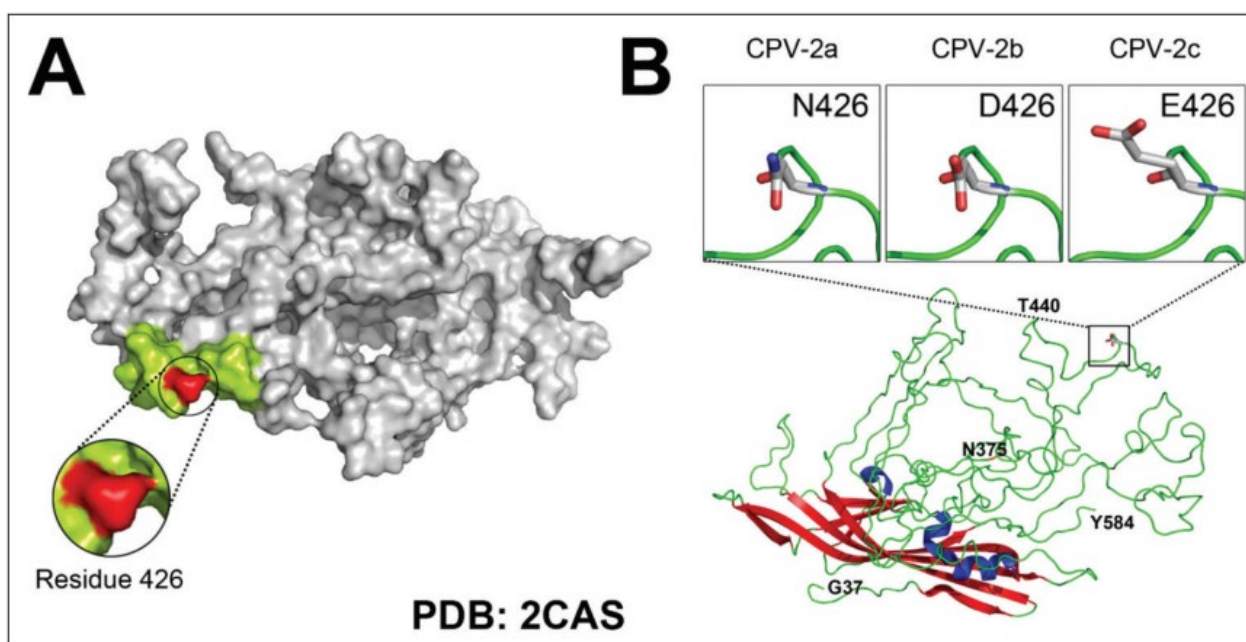 A
Residue 426
PDB: 2CAS
B
CPV-2a
CPV-2b
CPV-2c
N426
D426
E426
T440
N375
Y584
G37